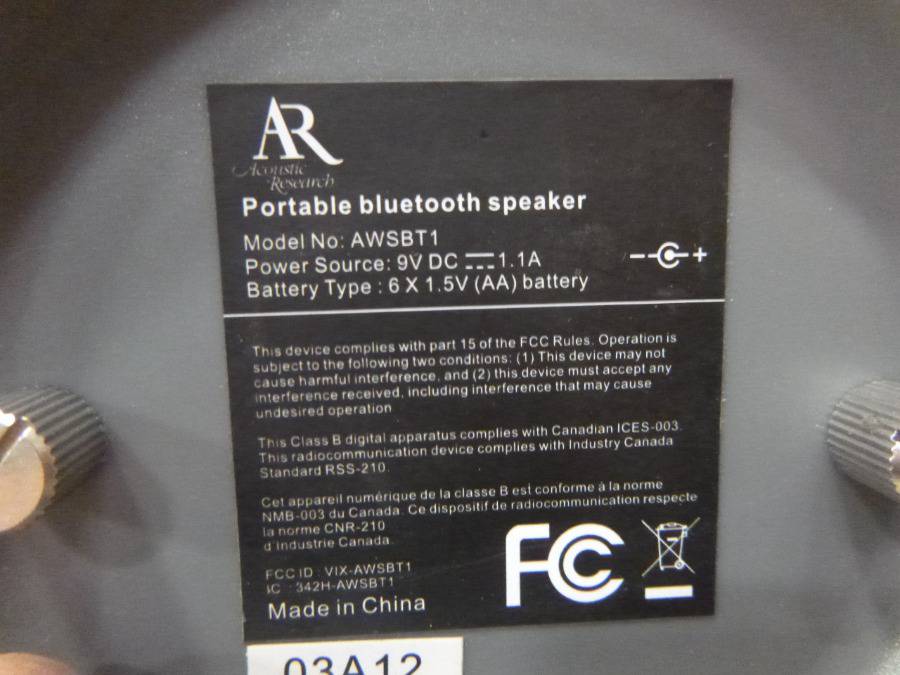 AR
Acoustic
Research
Portable bluetooth speaker
Model No: AWSBT1
Power Source: 9V DC ⎓ 1.1A
Battery Type : 6 X 1.5V (AA) battery
This device complies with part 15 of the FCC Rules. Operation is
subject to the following two conditions: (1) This device may not
cause harmful interference, and (2) this device must accept any
interference received, including interference that may cause
undesired operation
This Class B digital apparatus complies with Canadian ICES-003.
This radiocommunication device complies with Industry Canada
Standard RSS-210.
Cet appareil numérique de la classe B est conforme à la norme
NMB-003 du Canada. Ce dispositif de radiocommunication respecte
la norme CNR-210
d'Industrie Canada.
FCC ID : VIX-AWSBT1
IC : 342H-AWSBT1
Made in China
FC
03A12